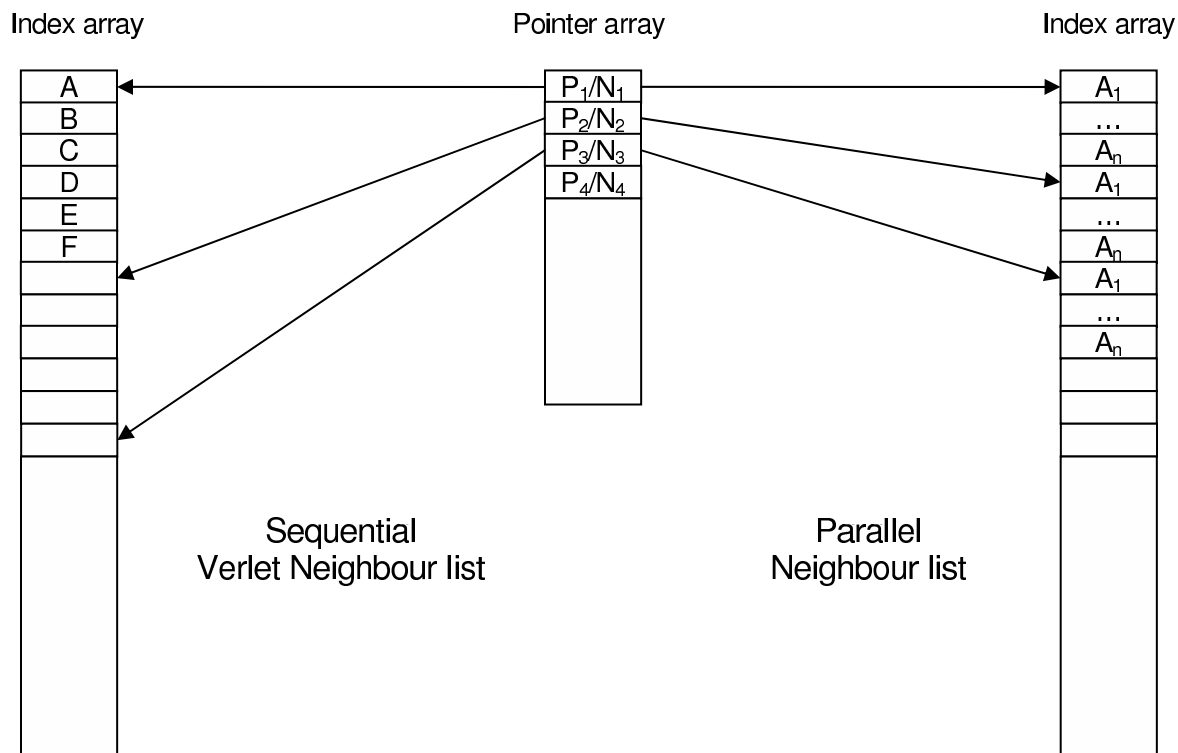 Index array
Pointer array
Index array
A
B
C
D
E
F
P₁/N₁
P₂/N₂
P₃/N₃
P₄/N₄
A₁
...
Aₙ
A₁
...
Aₙ
A₁
...
Aₙ
Sequential
Verlet Neighbour list
Parallel
Neighbour list